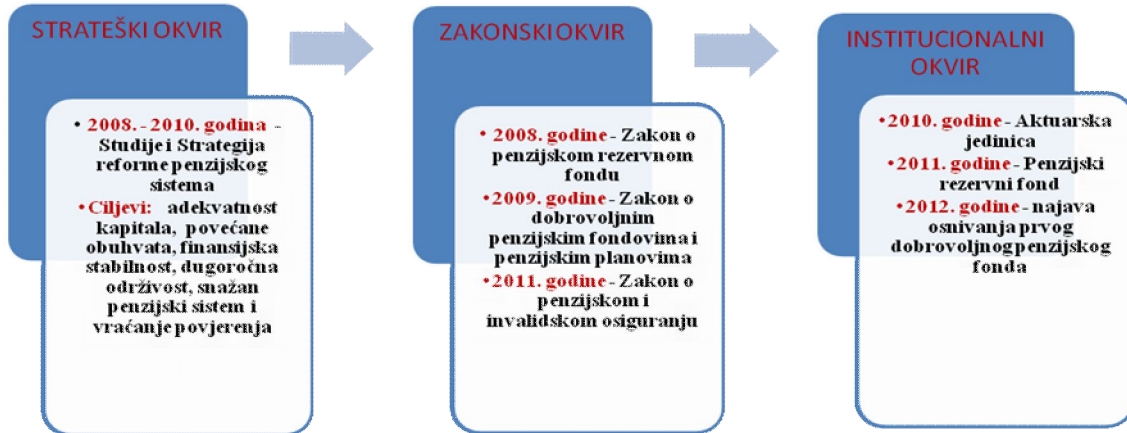 STRATEŠKI OKVIR
• 2008. - 2010. godina -
Studije i Strategija
reforme penzijskog
sistema
• Ciljevi: adekvatnost
kapitala, povećane
obuhvata, finansijska
stabilnost, dugoročna
održivost, snažan
penzijski sistem i
vraćanje povjerenja
ZAKONSKI OKVIR
• 2008. godine - Zakon o
penzijskom rezervnom
fondu
• 2009. godine - Zakon o
dobrovoljnim
penzijskim fondovima i
penzijskim planovima
• 2011. godine - Zakon o
penzijskom i
invalidskom osiguranju
INSTITUCIONALNI
OKVIR
• 2010. godine - Aktuarska
jedinica
• 2011. godine - Penzijski
rezervni fond
• 2012. godine - najava
osnivanja prvog
dobrovoljnog penzijskog
fonda